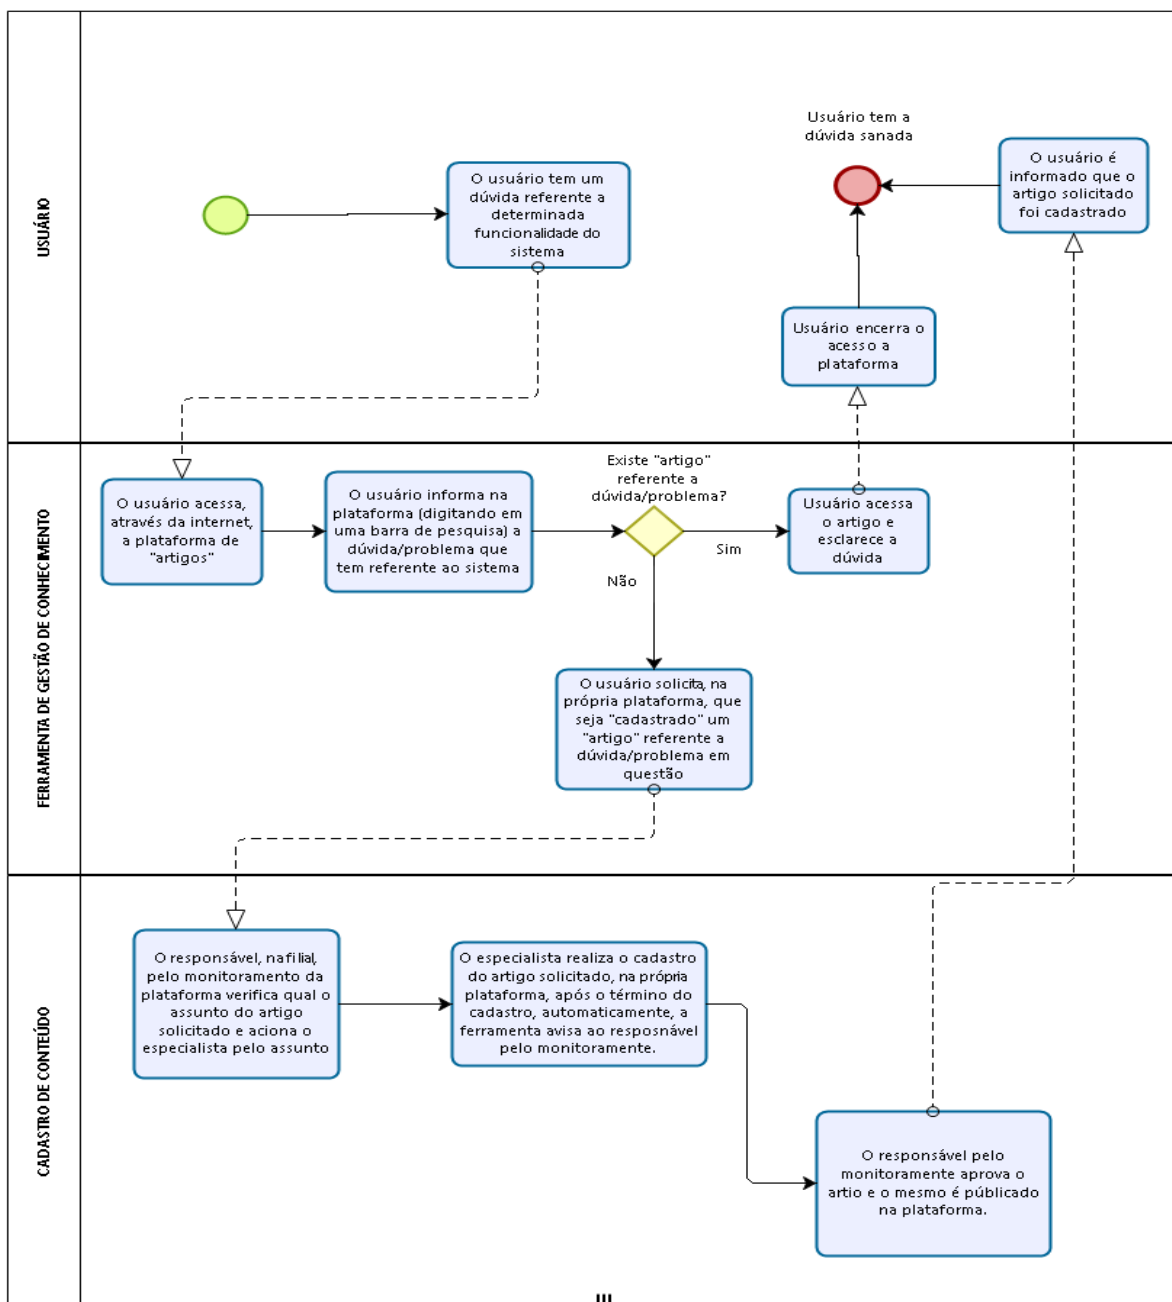 USUÁRIO
Usuário tem a
dúvida sanada
O usuário tem um
dúvida referente a
determinada
funcionalidade do
sistema
O usuário é
informado que o
artigo solicitado
foi cadastrado
Usuário encerra o
acesso a
plataforma
FERRAMENTA DE GESTÃO DE CONHECIMENTO
O usuário acessa,
através da internet,
a plataforma de
"artigos"
O usuário informa na
plataforma (digitando em
uma barra de pesquisa) a
dúvida/problema que
tem referente ao sistema
Existe "artigo"
referente a
dúvida/problema?
Sim
Não
Usuário acessa
o artigo e
esclarece a
dúvida
O usuário solicita, na
própria plataforma, que
seja "cadastrado" um
"artigo" referente a
dúvida/problema em
questão
CADASTRO DE CONTEÚDO
O responsável, na filial,
pelo monitoramento da
plataforma verifica qual o
assunto do artigo
solicitado e aciona o
especialista pelo assunto
O especialista realiza o cadastro
do artigo solicitado, na própria
plataforma, após o término do
cadastro, automaticamente, a
ferramenta avisa ao resposnável
pelo monitoramente.
O responsável pelo
monitoramente aprova o
artio e o mesmo é públicado
na plataforma.